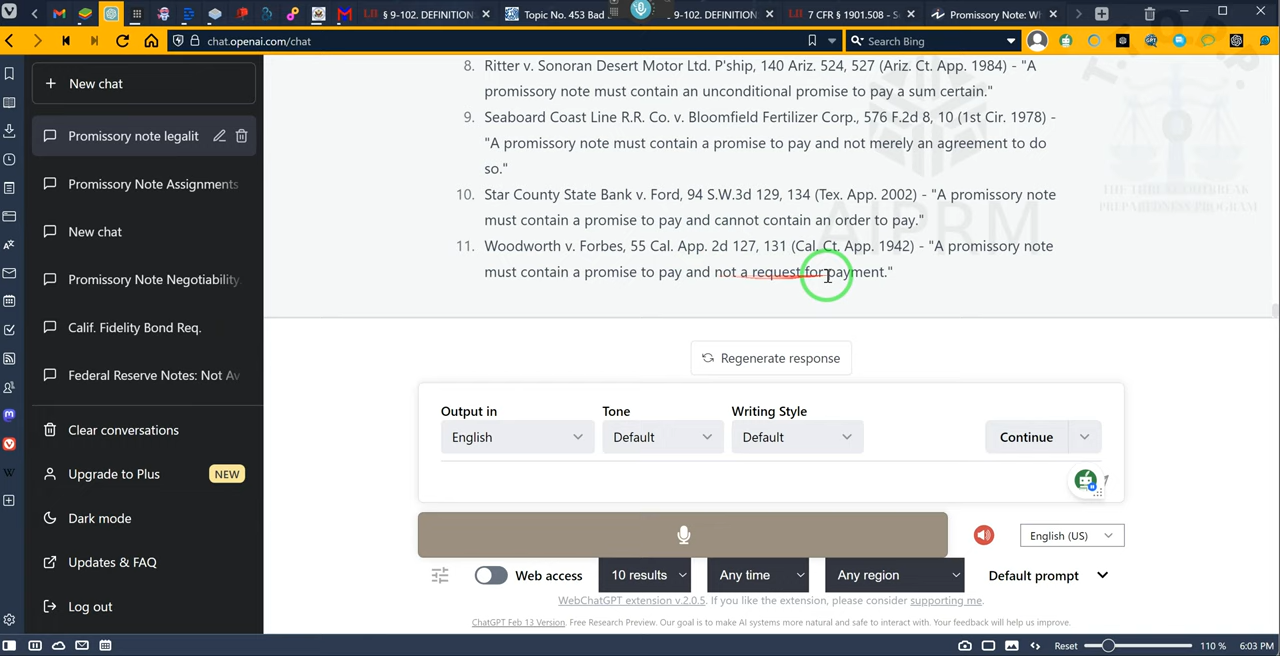 § 9-102. DEFINITION
Topic No. 453 Bad
9-102. DEFINITION
7 CFR § 1901.508 - S
Promissory Note: Wh
chat.openai.com/chat
Search Bing
New chat
Promissory note legalit
Promissory Note Assignments
New chat
Promissory Note Negotiability.
Calif. Fidelity Bond Req.
Federal Reserve Notes: Not Av
Clear conversations
Upgrade to Plus
NEW
Dark mode
Updates & FAQ
Log out
8. Ritter v. Sonoran Desert Motor Ltd. P'ship, 140 Ariz. 524, 527 (Ariz. Ct. App. 1984) - "A
promissory note must contain an unconditional promise to pay a sum certain."
9. Seaboard Coast Line R.R. Co. v. Bloomfield Fertilizer Corp., 576 F.2d 8, 10 (1st Cir. 1978) -
"A promissory note must contain a promise to pay and not merely an agreement to do
so."
10. Star County State Bank v. Ford, 94 S.W.3d 129, 134 (Tex. App. 2002) - "A promissory note
must contain a promise to pay and cannot contain an order to pay."
11. Woodworth v. Forbes, 55 Cal. App. 2d 127, 131 (Cal. Ct. App. 1942) - "A promissory note
must contain a promise to pay and not a request for payment."
AIPRM
PREPAREDNESS PROGRAM
Regenerate response
Output in
Tone
Writing Style
English
Default
Default
Continue
English (US)
Web access
10 results
Any time
Any region
Default prompt
WebChatGPT extension v.2.0.5. If you like the extension, please consider supporting me.
ChatGPT Feb 13 Version. Free Research Preview. Our goal is to make AI systems more natural and safe to interact with. Your feedback will help us improve.
Reset
110 %
6:03 PM